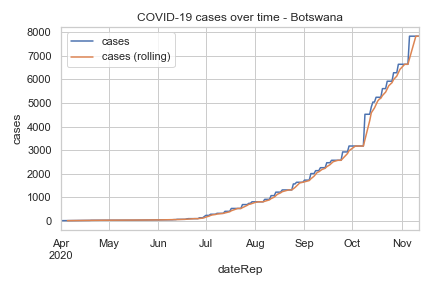 COVID-19 cases over time - Botswana
cases
cases (rolling)
8000
7000
6000
5000
4000
3000
2000
1000
0
cases
Apr May Jun Jul Aug Sep Oct Nov
2020
dateRep